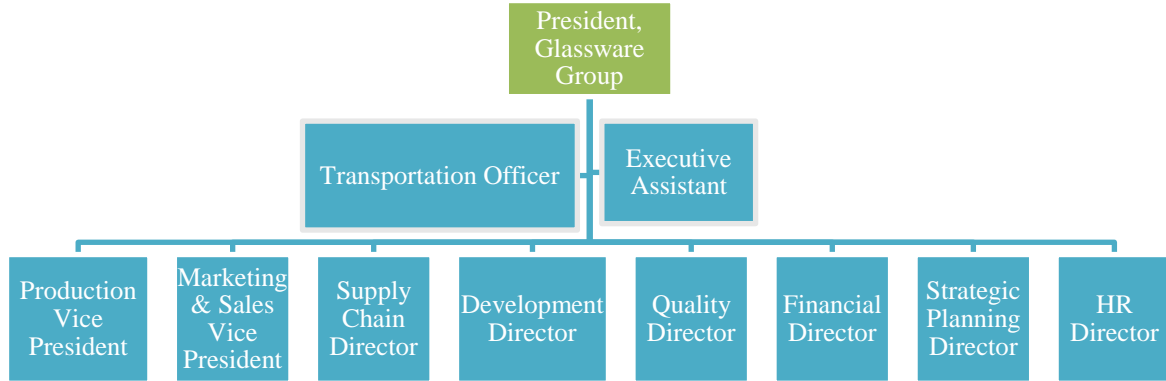 President,
Glassware
Group
Transportation Officer
Executive
Assistant
Production
Vice
President
Marketing
& Sales
Vice
President
Supply
Chain
Director
Development
Director
Quality
Director
Financial
Director
Strategic
Planning
Director
HR
Director